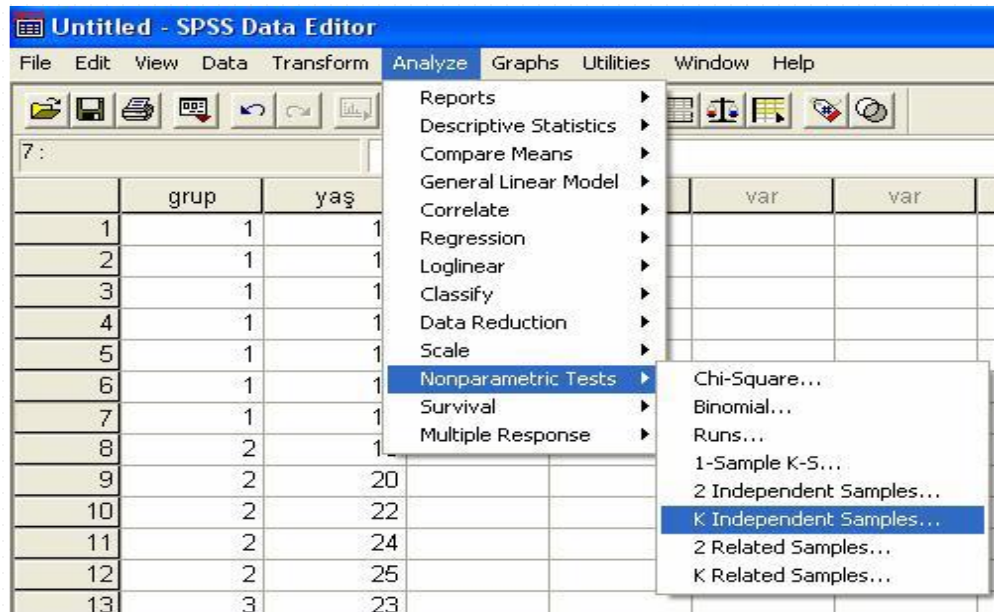 Untitled - SPSS Data Editor
File Edit View Data Transform Analyze Graphs Utilities Window Help
7 :
Reports
Descriptive Statistics
Compare Means
General Linear Model
Correlate
Regression
Loglinear
Classify
Data Reduction
Scale
Nonparametric Tests
Survival
Multiple Response
Chi-Square...
Binomial...
Runs...
1-Sample K-S...
2 Independent Samples...
K Independent Samples...
2 Related Samples...
K Related Samples...
grup yaş var var
1 1 1
2 1 1
3 1 1
4 1 1
5 1 1
6 1 1
7 1 1
8 2
9 2 20
10 2 22
11 2 24
12 2 25
13 3 23